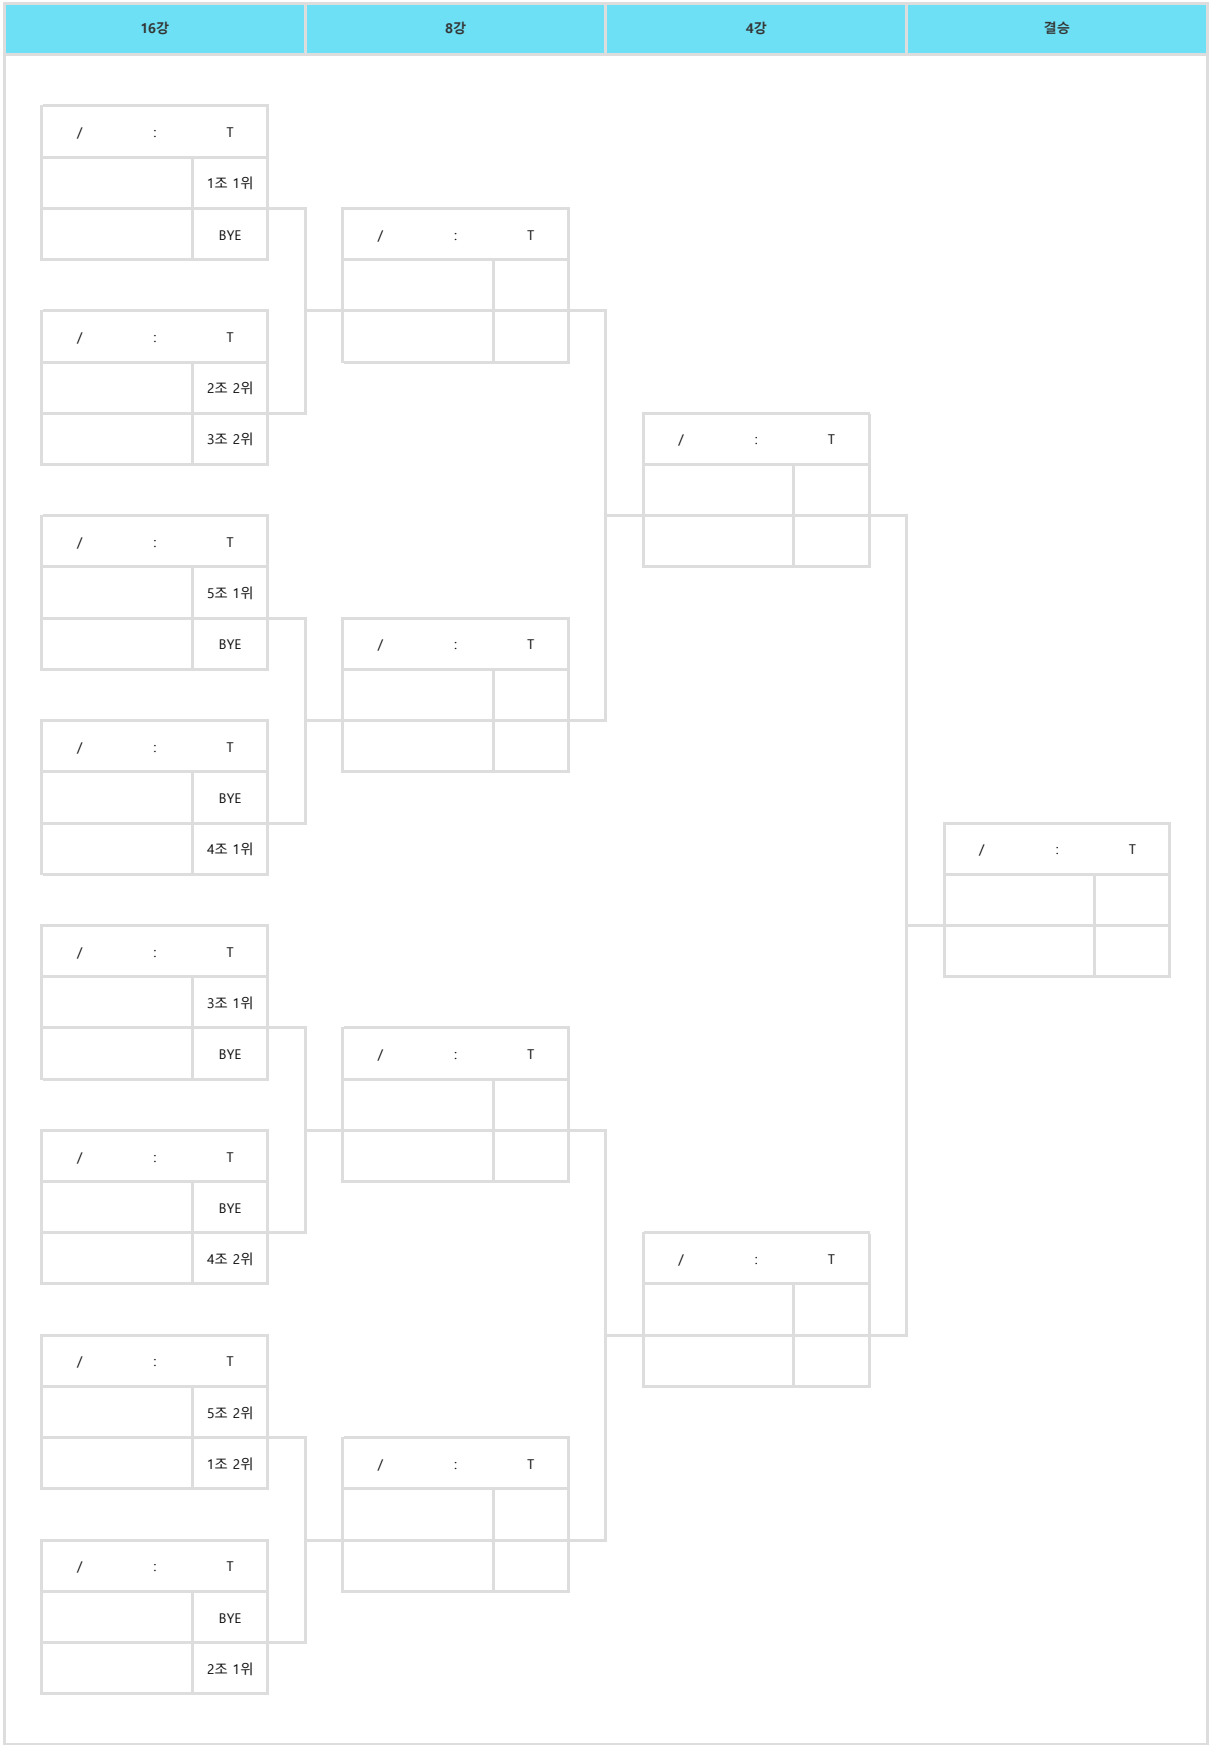 16강 8강 4강 결승
/ : T
1조 1위
BYE
/ : T
2조 2위
3조 2위
/ : T
5조 1위
BYE
/ : T
BYE
4조 1위
/ : T
3조 1위
BYE
/ : T
BYE
4조 2위
/ : T
5조 2위
1조 2위
/ : T
BYE
2조 1위
/ : T
/ : T
/ : T
/ : T
/ : T
/ : T
/ : T